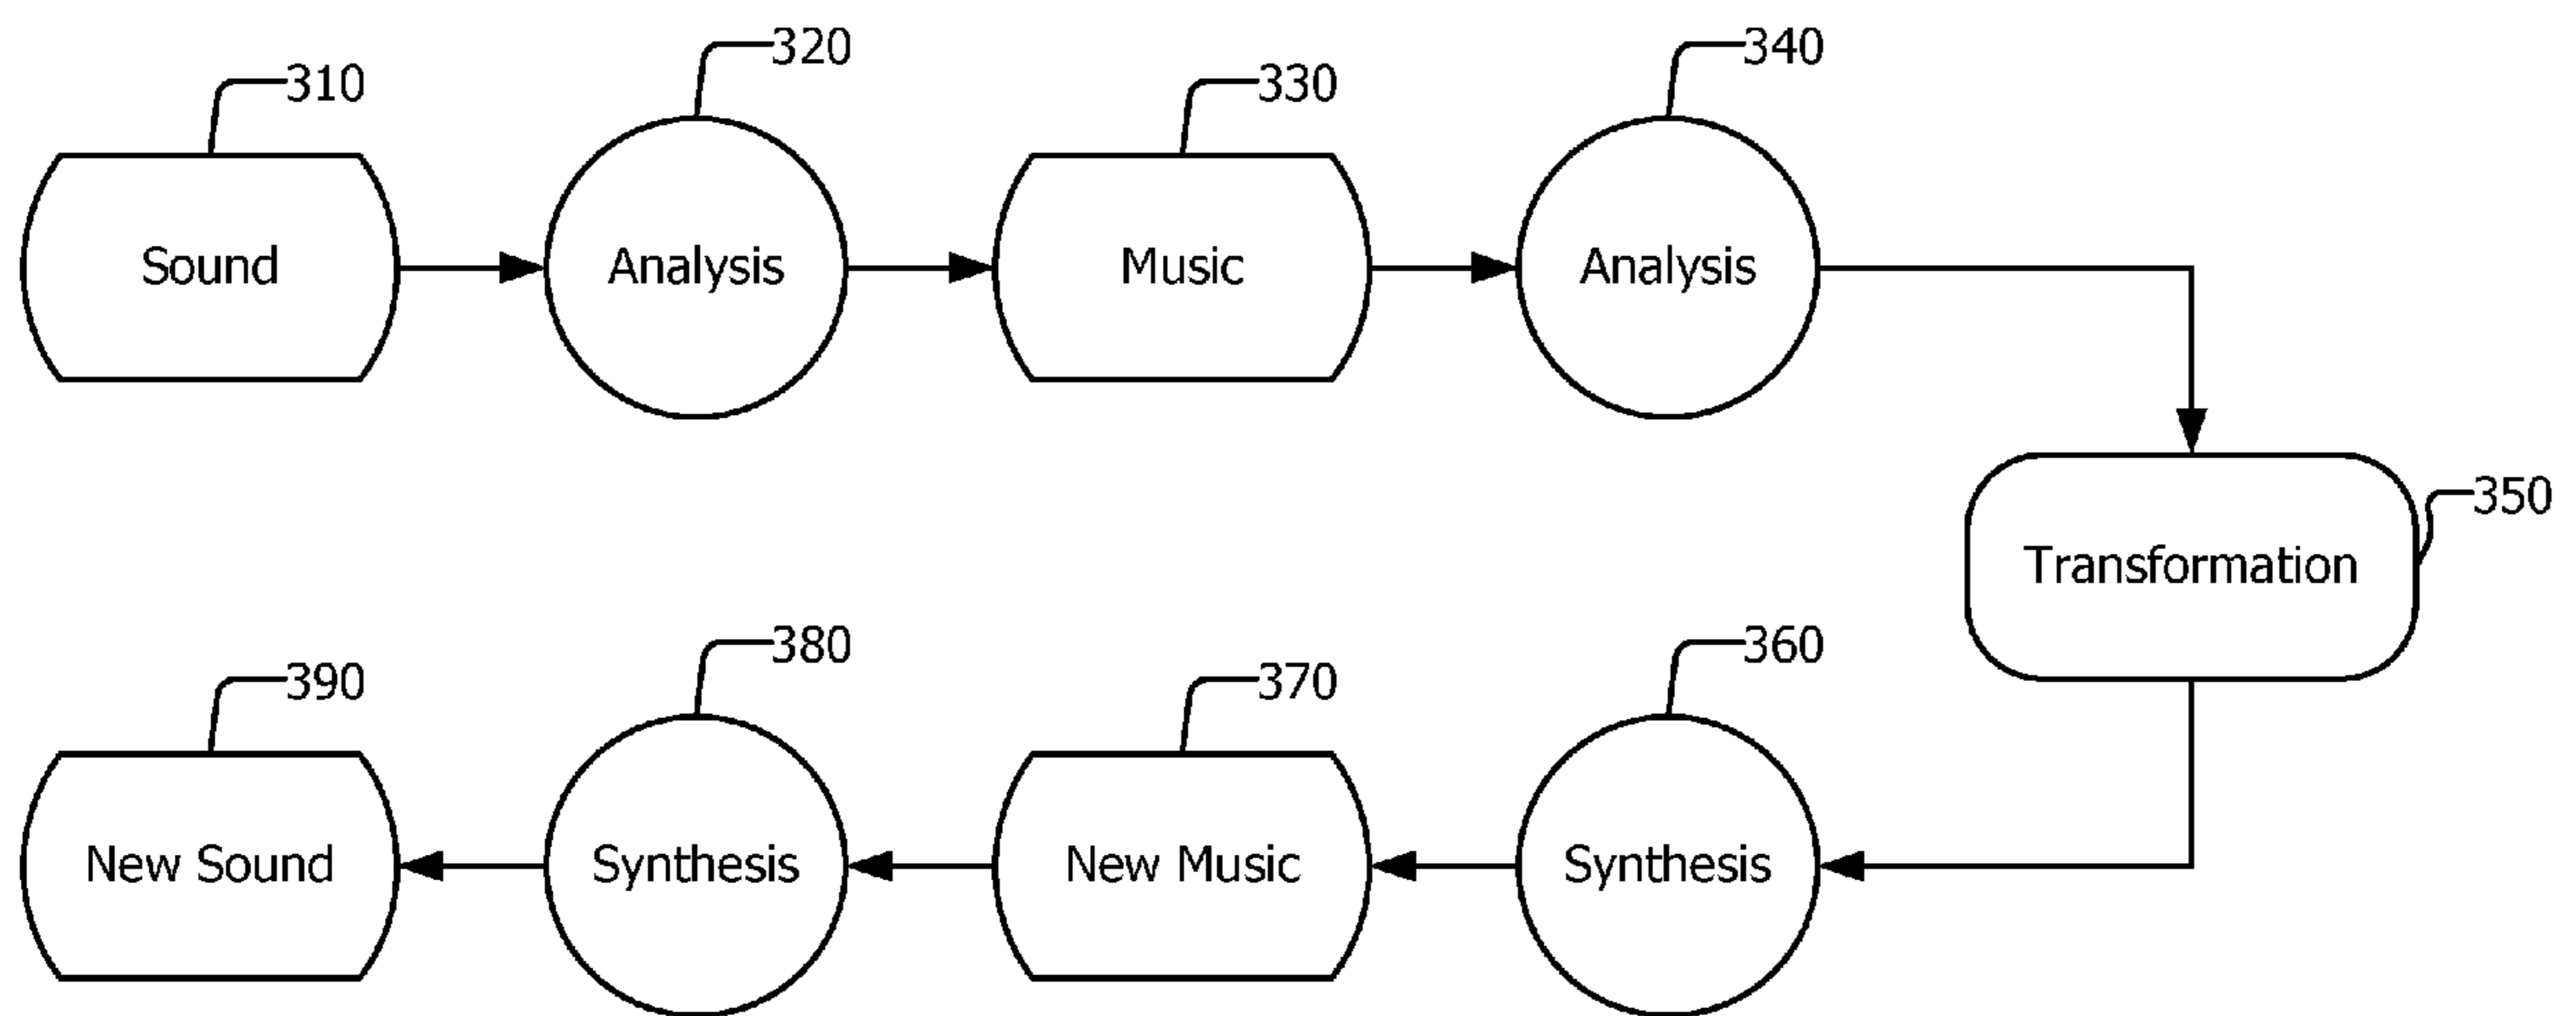 320
340
310
330
Sound
Analysis
Music
Analysis
350
Transformation
380
360
390
370
New Sound
Synthesis
New Music
Synthesis